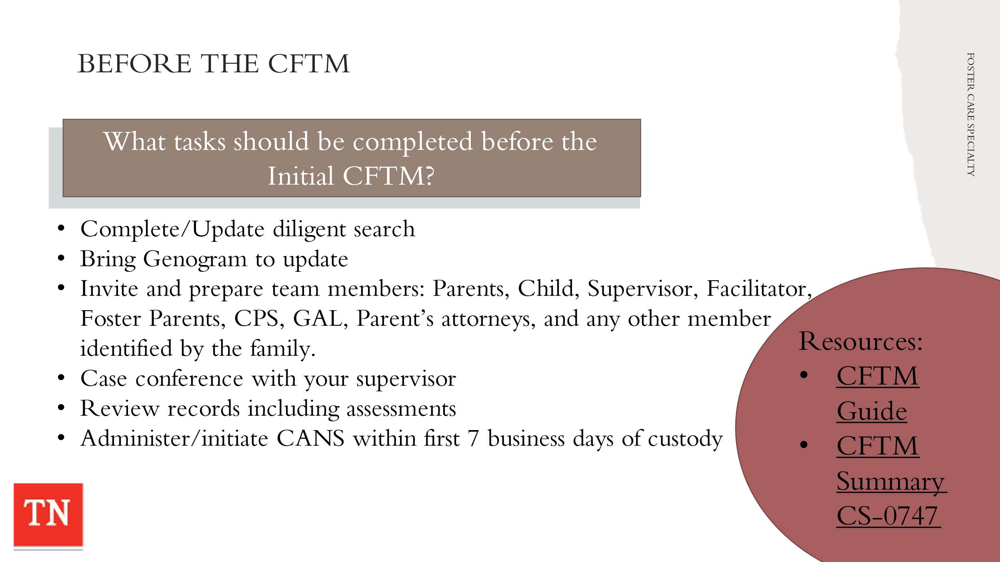 BEFORE THE CFTM
FOSTER CARE SPECIALTY
What tasks should be completed before the
Initial CFTM?
• Complete/Update diligent search
• Bring Genogram to update
• Invite and prepare team members: Parents, Child, Supervisor, Facilitator,
Foster Parents, CPS, GAL, Parent’s attorneys, and any other member
identified by the family.
• Case conference with your supervisor
• Review records including assessments
• Administer/initiate CANS within first 7 business days of custody
Resources:
• CFTM
Guide
• CFTM
Summary
CS-0747
TN